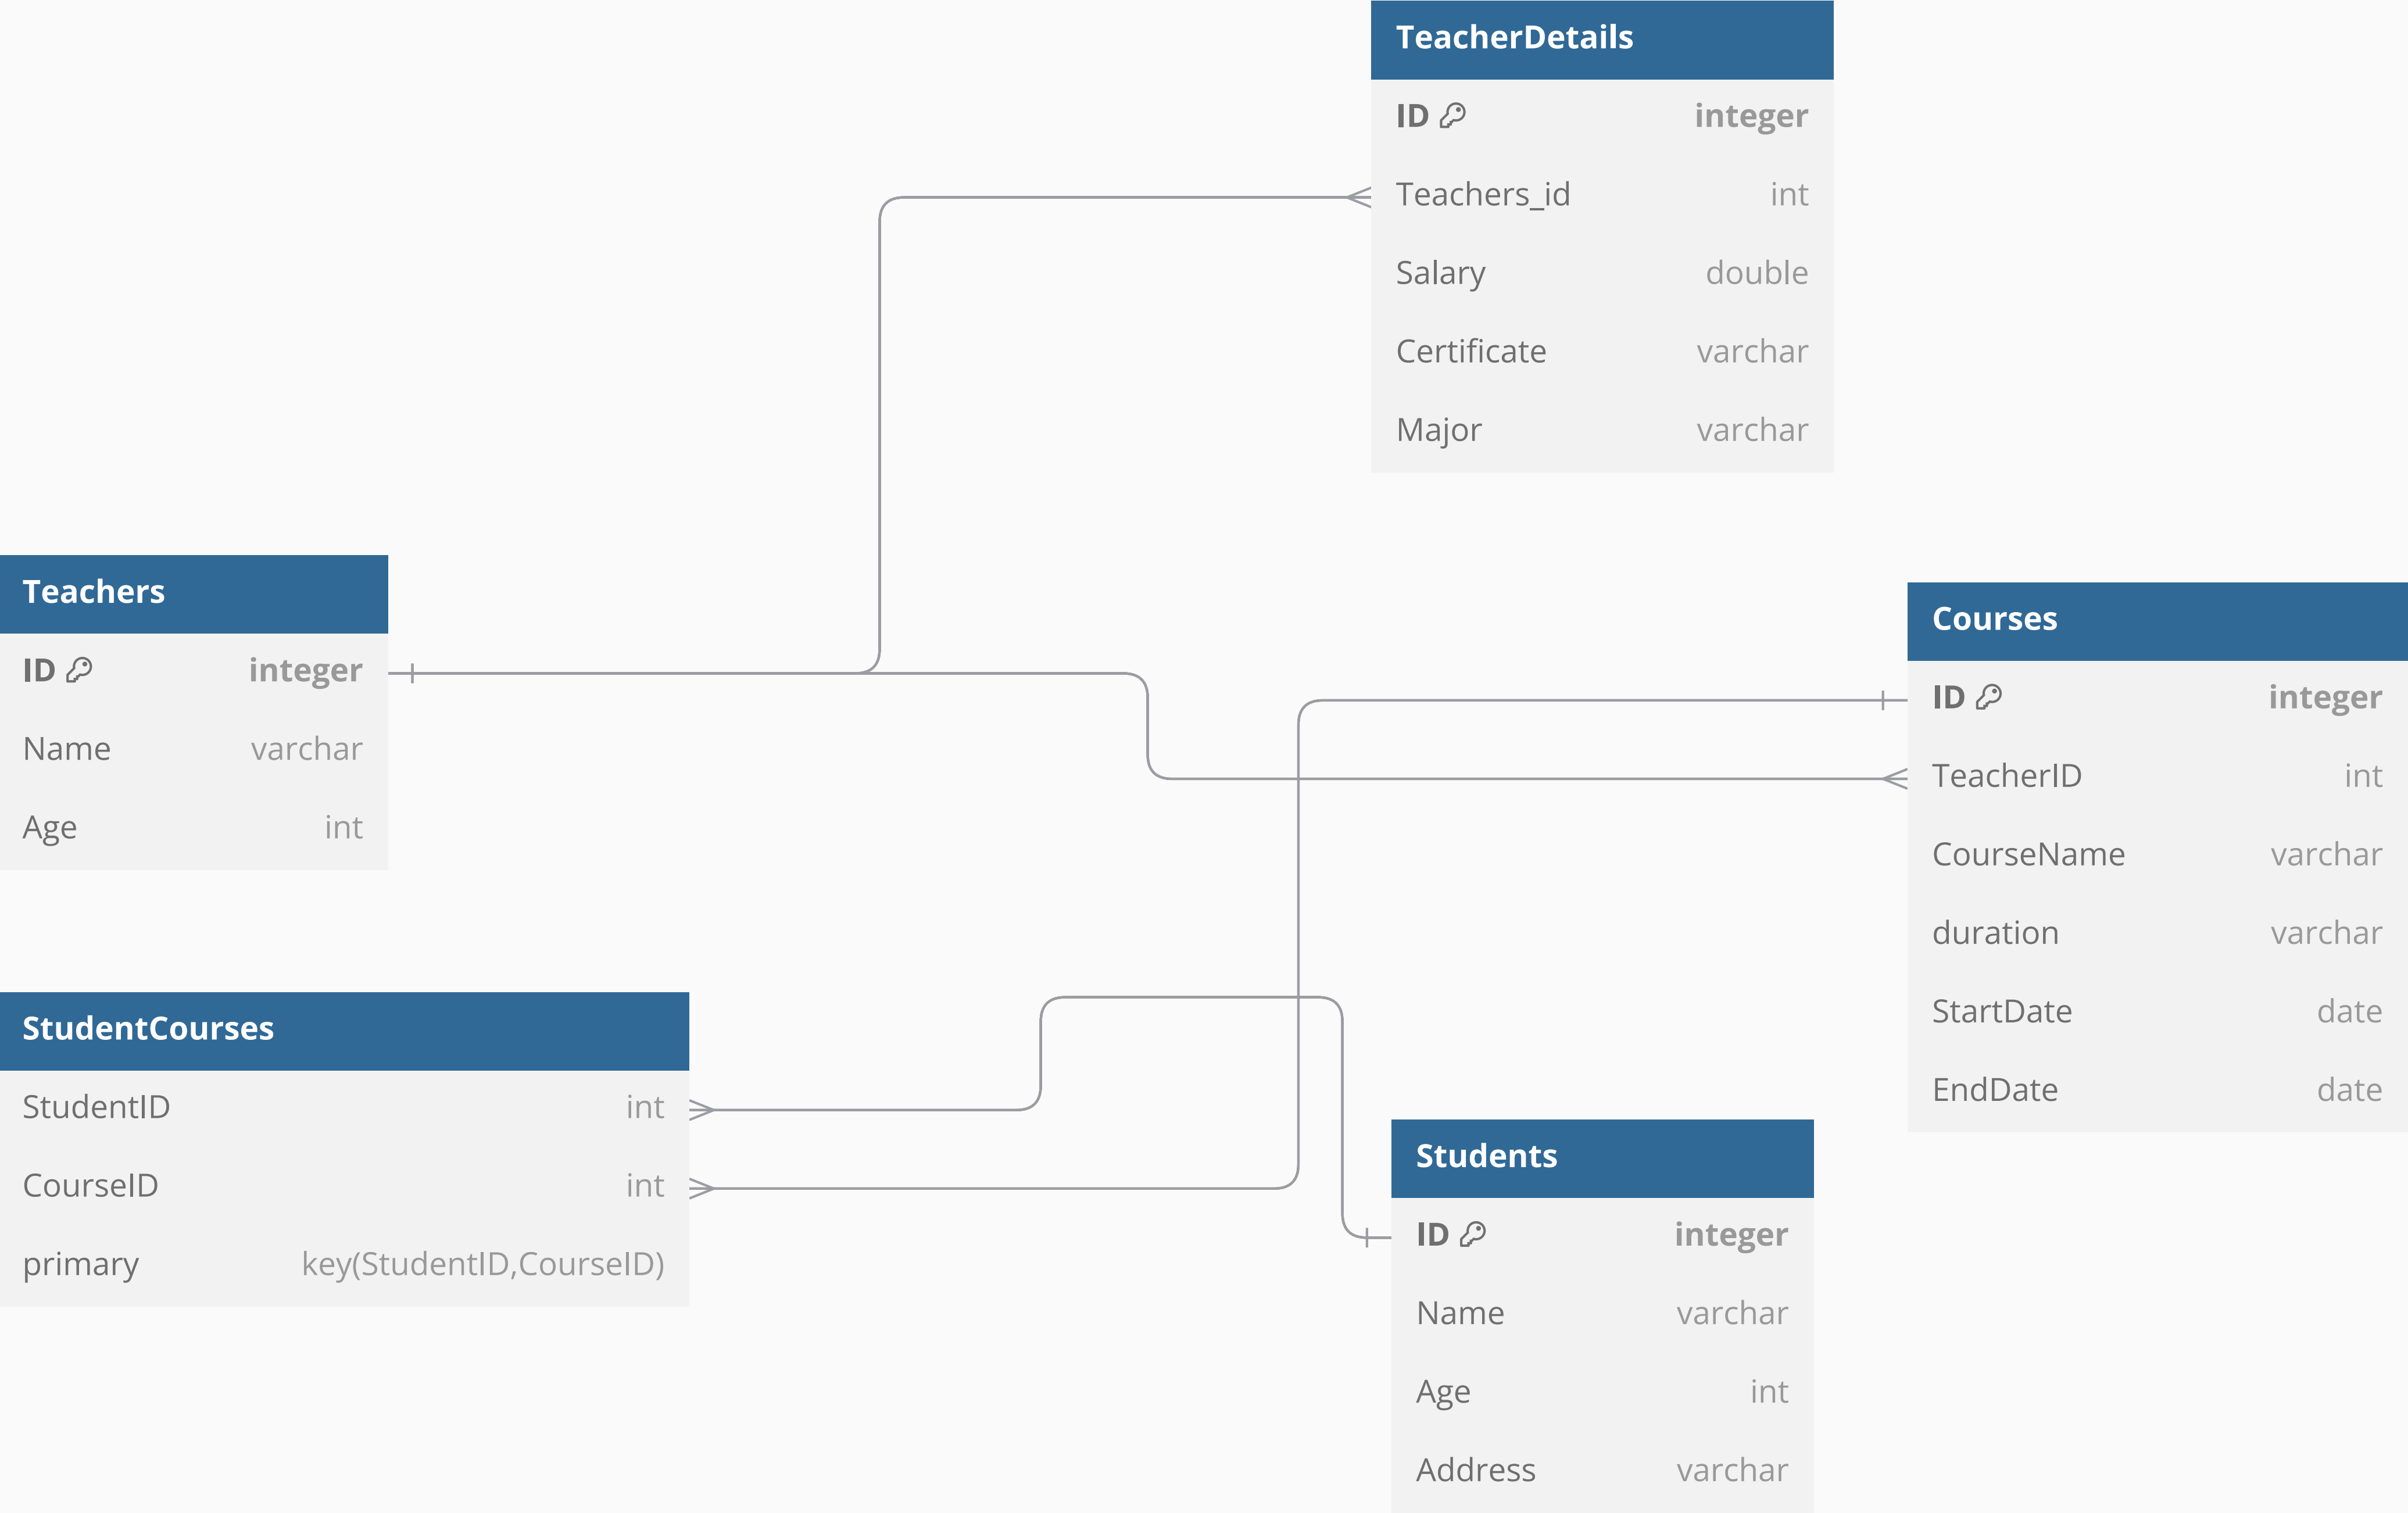 TeacherDetails
ID integer
Teachers_id int
Salary double
Certificate varchar
Major varchar
Teachers
ID integer
Name varchar
Age int
Courses
ID integer
TeacherID int
CourseName varchar
duration varchar
StartDate date
EndDate date
StudentCourses
StudentID int
CourseID int
primary key(StudentID,CourseID)
Students
ID integer
Name varchar
Age int
Address varchar